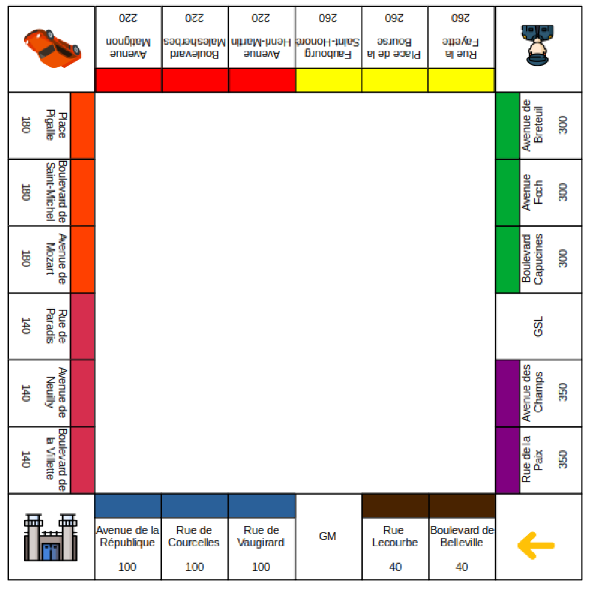 220
Avenue
Matignon
220
Boulevard
Malesherbes
220
Avenue
Henri-Martin
Faubourg
Saint-Honoré
260
Place de la
Bourse
260
Rue la
Fayette
260
Place
Pigalle
180
Boulevard de
Saint-Michel
180
Avenue de
Mozart
180
Rue de
Paradis
140
Avenue de
Neuilly
140
Boulevard de
la Villette
140
Avenue de
Breteuil
300
Avenue
Foch
300
Boulevard
Capucines
300
GSL
Avenue des
Champs
350
Rue de la
Paix
350
Avenue de la
République
100
Rue de
Courcelles
100
Rue de
Vaugirard
100
GM
Rue
Lecourbe
40
Boulevard de
Belleville
40